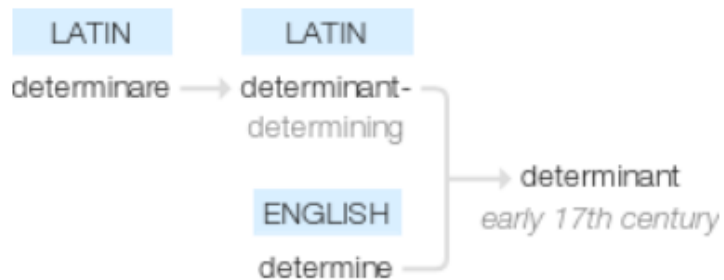 LATIN LATIN
determinare determinant-
determining
determinant
ENGLISH early 17th century
determine